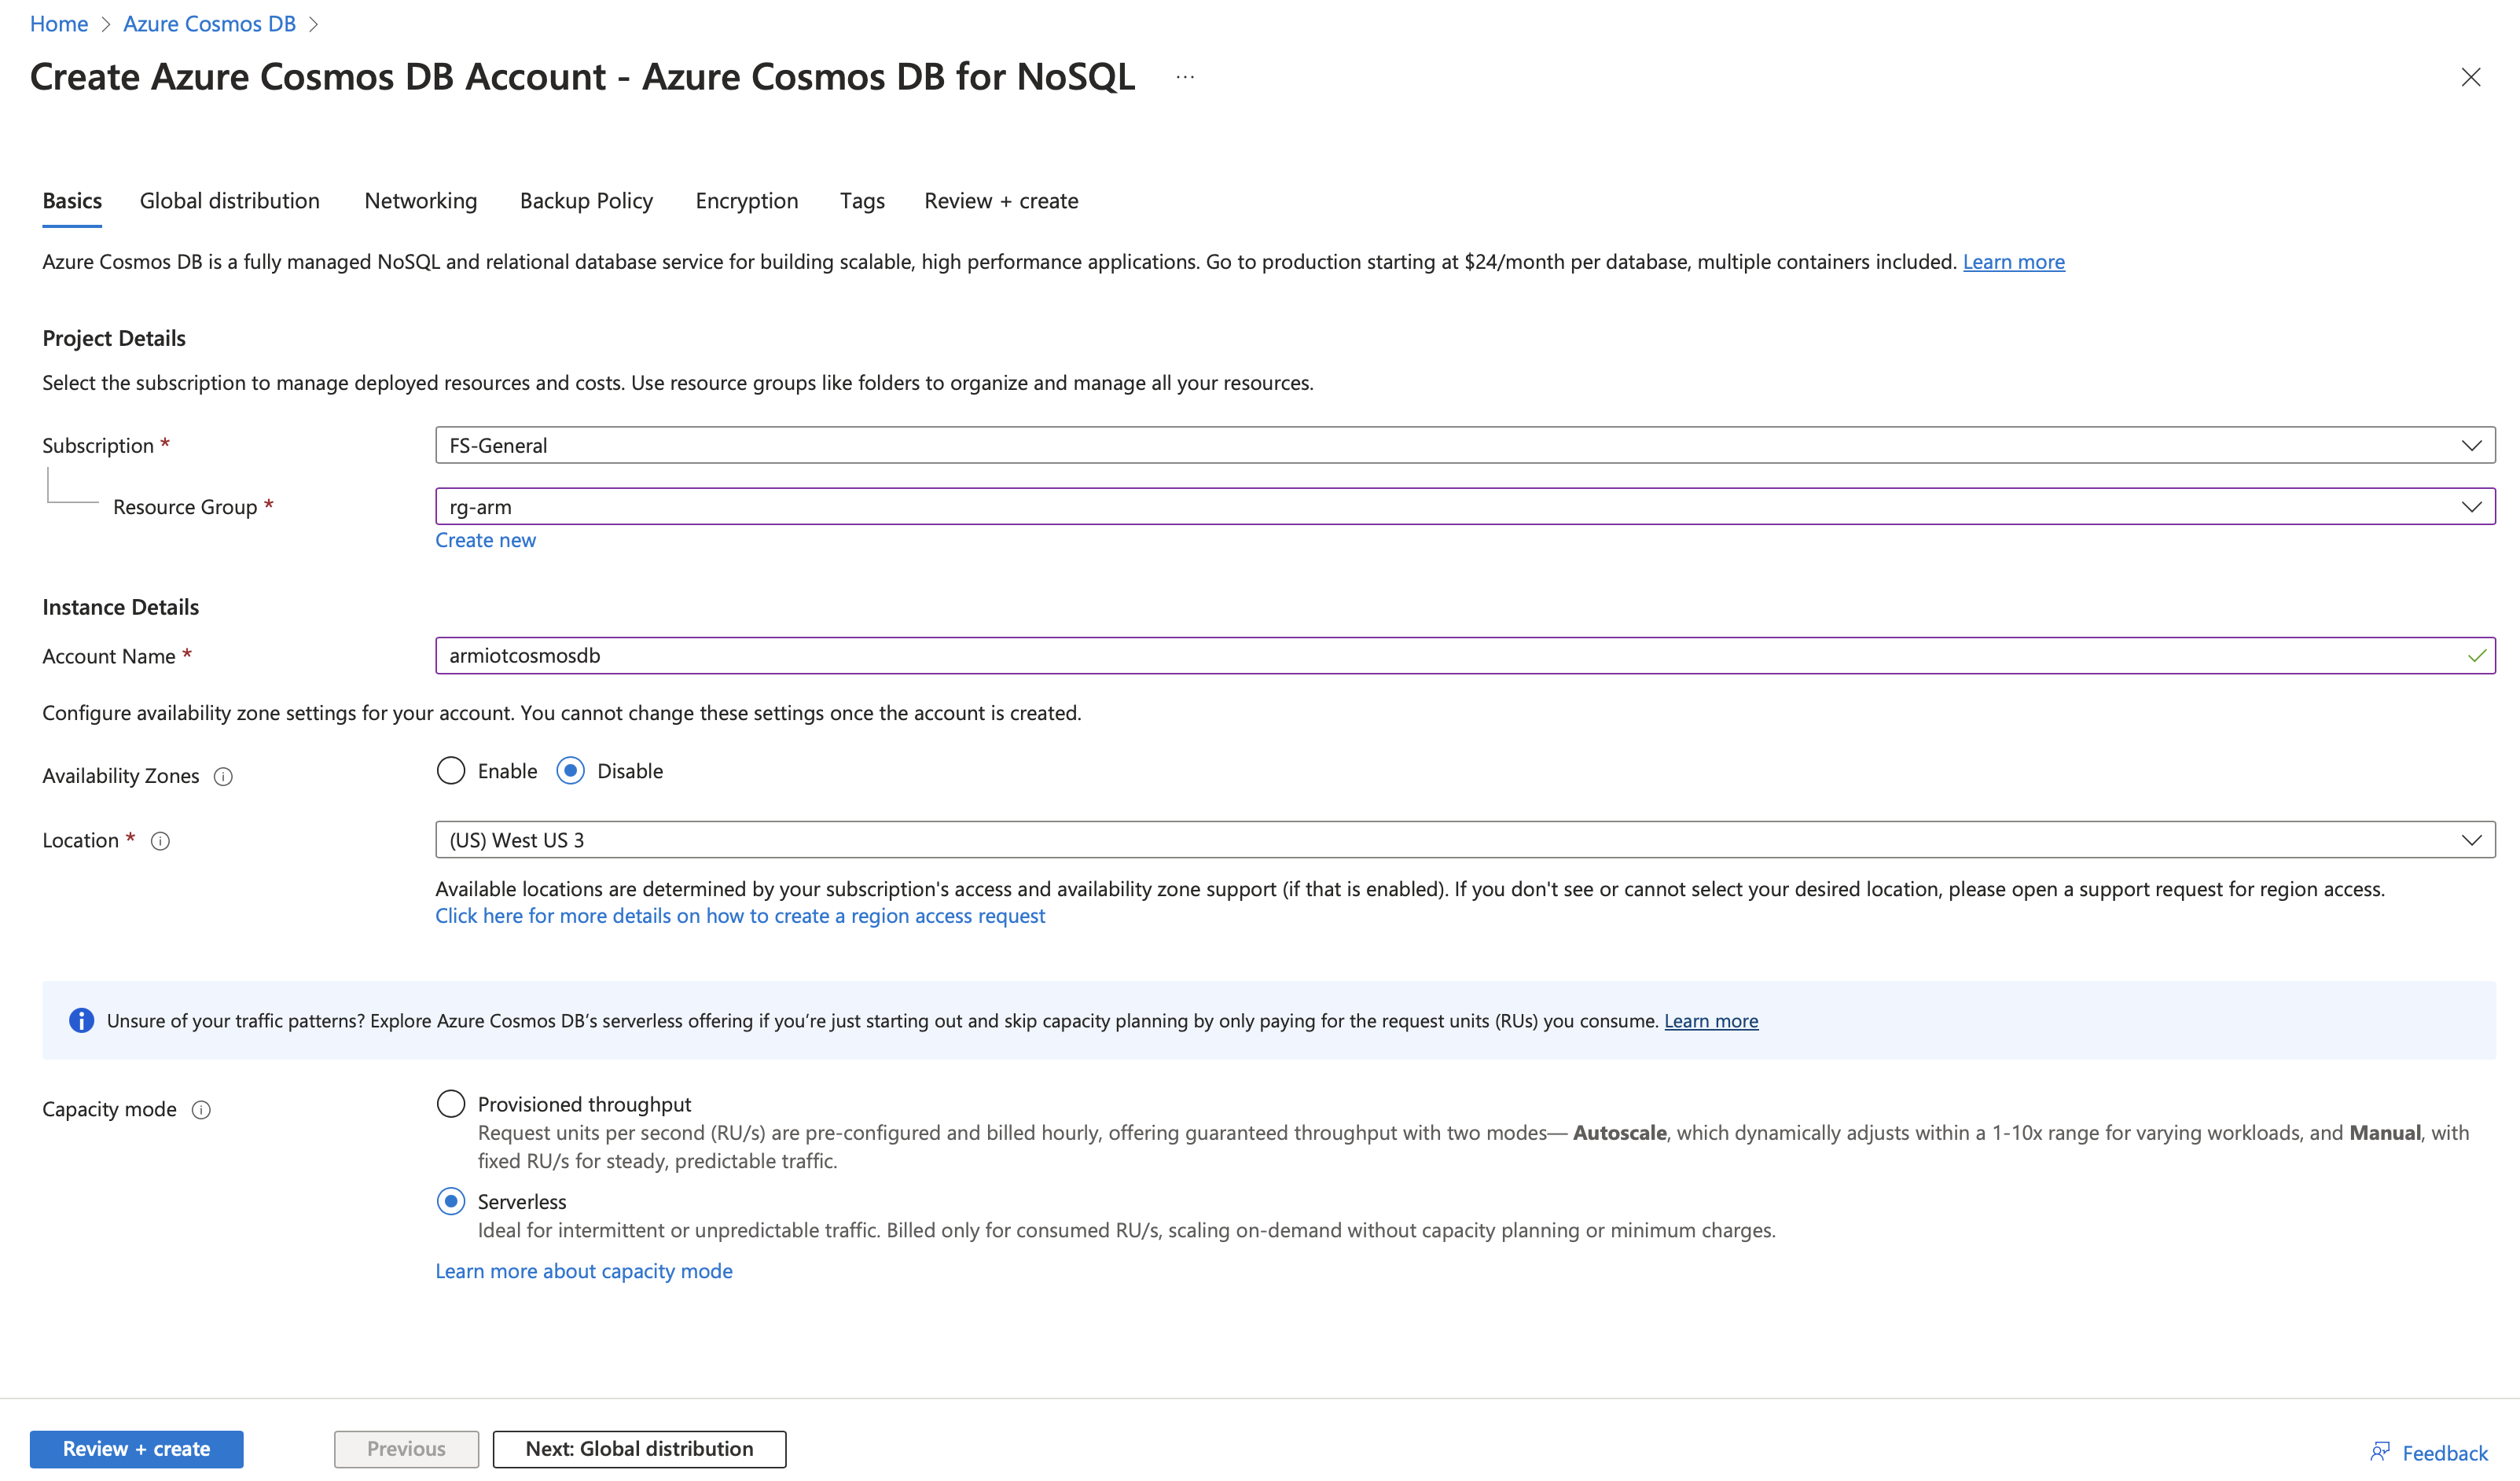 Home > Azure Cosmos DB >
Create Azure Cosmos DB Account - Azure Cosmos DB for NoSQL ...
Basics Global distribution Networking Backup Policy Encryption Tags Review + create
Azure Cosmos DB is a fully managed NoSQL and relational database service for building scalable, high performance applications. Go to production starting at $24/month per database, multiple containers included. Learn more
Project Details
Select the subscription to manage deployed resources and costs. Use resource groups like folders to organize and manage all your resources.
Subscription * FS-General
Resource Group * rg-arm
Create new
Instance Details
Account Name * armiotcosmosdb
Configure availability zone settings for your account. You cannot change these settings once the account is created.
Availability Zones Enable Disable
Location * (US) West US 3
Available locations are determined by your subscription's access and availability zone support (if that is enabled). If you don't see or cannot select your desired location, please open a support request for region access.
Click here for more details on how to create a region access request
Unsure of your traffic patterns? Explore Azure Cosmos DB’s serverless offering if you’re just starting out and skip capacity planning by only paying for the request units (RUs) you consume. Learn more
Capacity mode Provisioned throughput
Request units per second (RU/s) are pre-configured and billed hourly, offering guaranteed throughput with two modes— Autoscale, which dynamically adjusts within a 1-10x range for varying workloads, and Manual, with
fixed RU/s for steady, predictable traffic.
Serverless
Ideal for intermittent or unpredictable traffic. Billed only for consumed RU/s, scaling on-demand without capacity planning or minimum charges.
Learn more about capacity mode
Review + create Previous Next: Global distribution Feedback